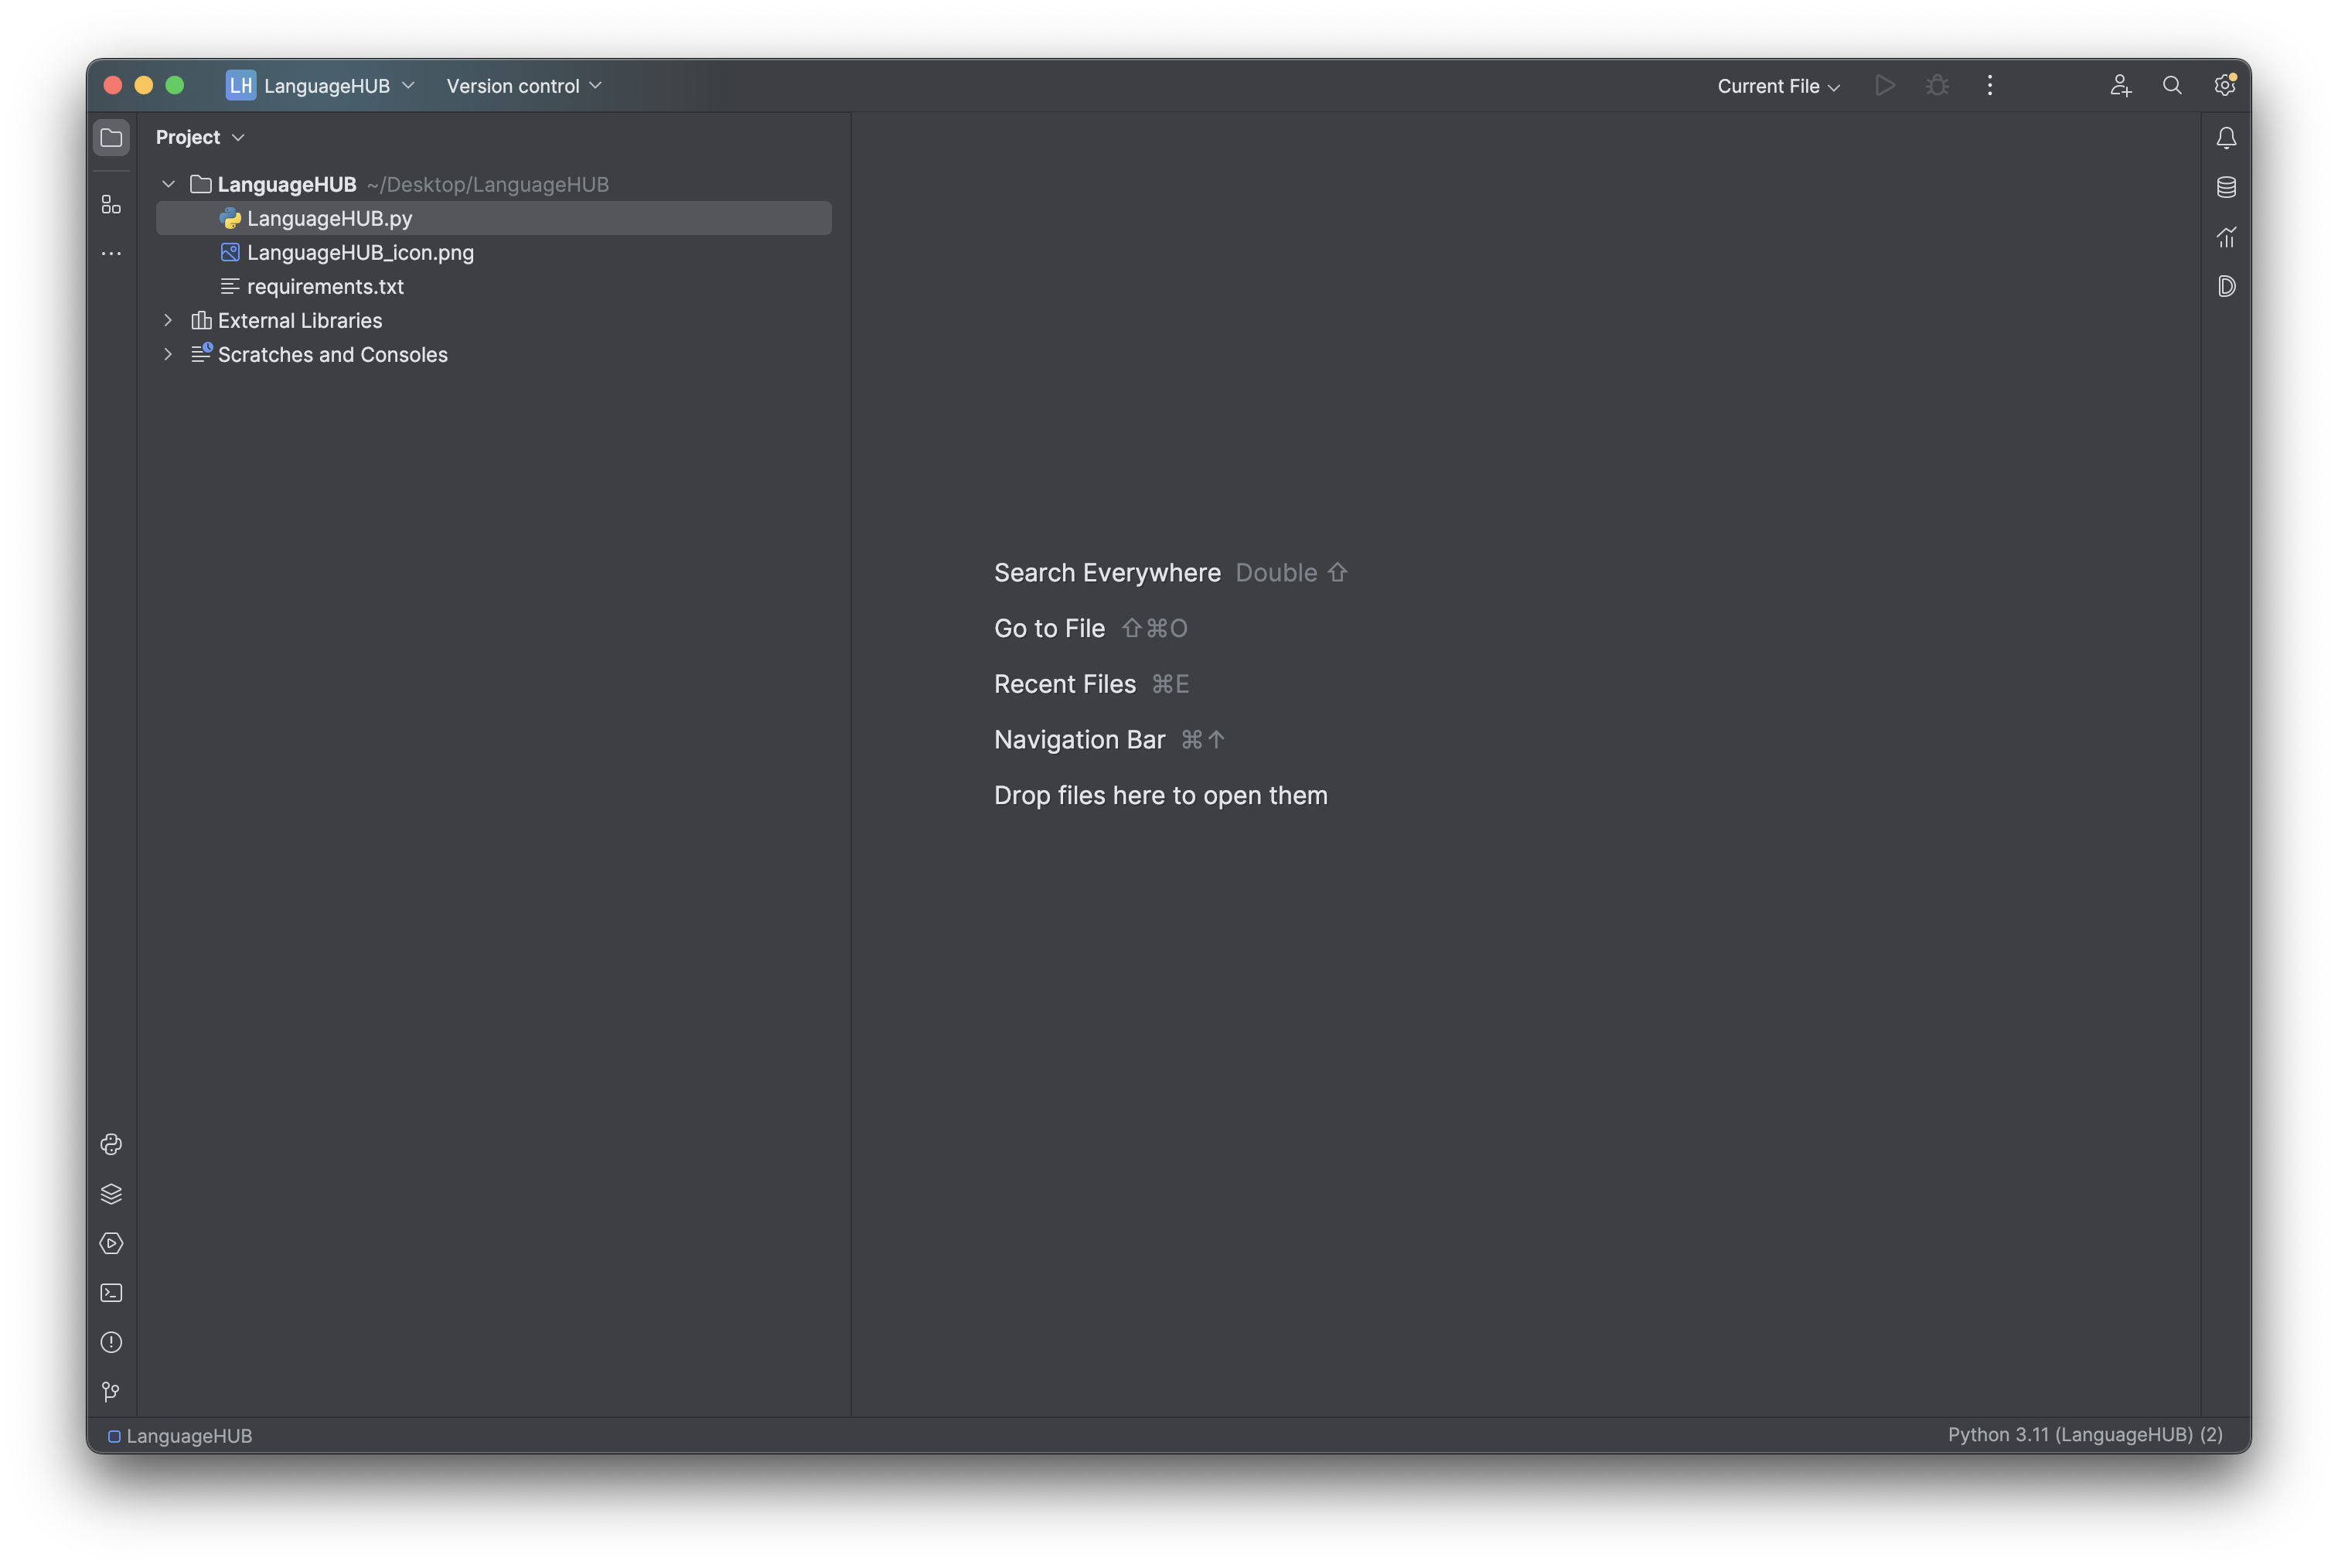 LH LanguageHUB Version control Current File
Project
LanguageHUB ~/Desktop/LanguageHUB
LanguageHUB.py
LanguageHUB_icon.png
requirements.txt
External Libraries
Scratches and Consoles
Search Everywhere Double ⇧
Go to File ⇧⌘O
Recent Files ⌘E
Navigation Bar ⌘↑
Drop files here to open them
LanguageHUB Python 3.11 (LanguageHUB) (2)